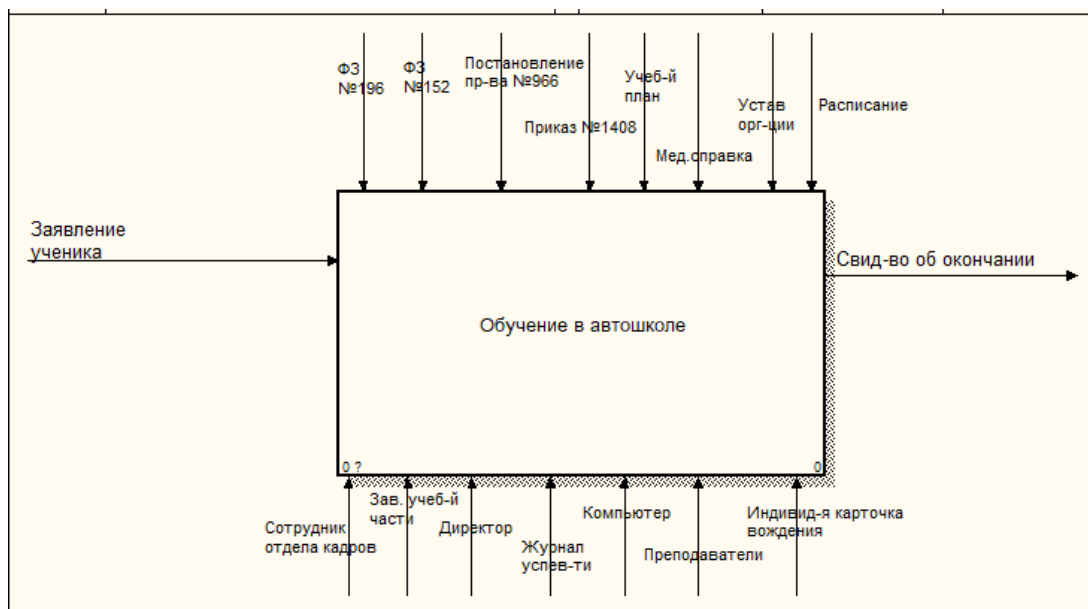 ФЗ
№196
ФЗ
№152
Постановление
пр-ва №966
Приказ №1408
Учеб-й
план
Мед.справка
Устав
орг-ции
Расписание
Заявление
ученика
Свид-во об окончании
Обучение в автошколе
0 ?
0
Сотрудник
отдела кадров
Зав. учеб-й
части
Директор
Журнал
успев-ти
Компьютер
Преподаватели
Индивид-я карточка
вождения